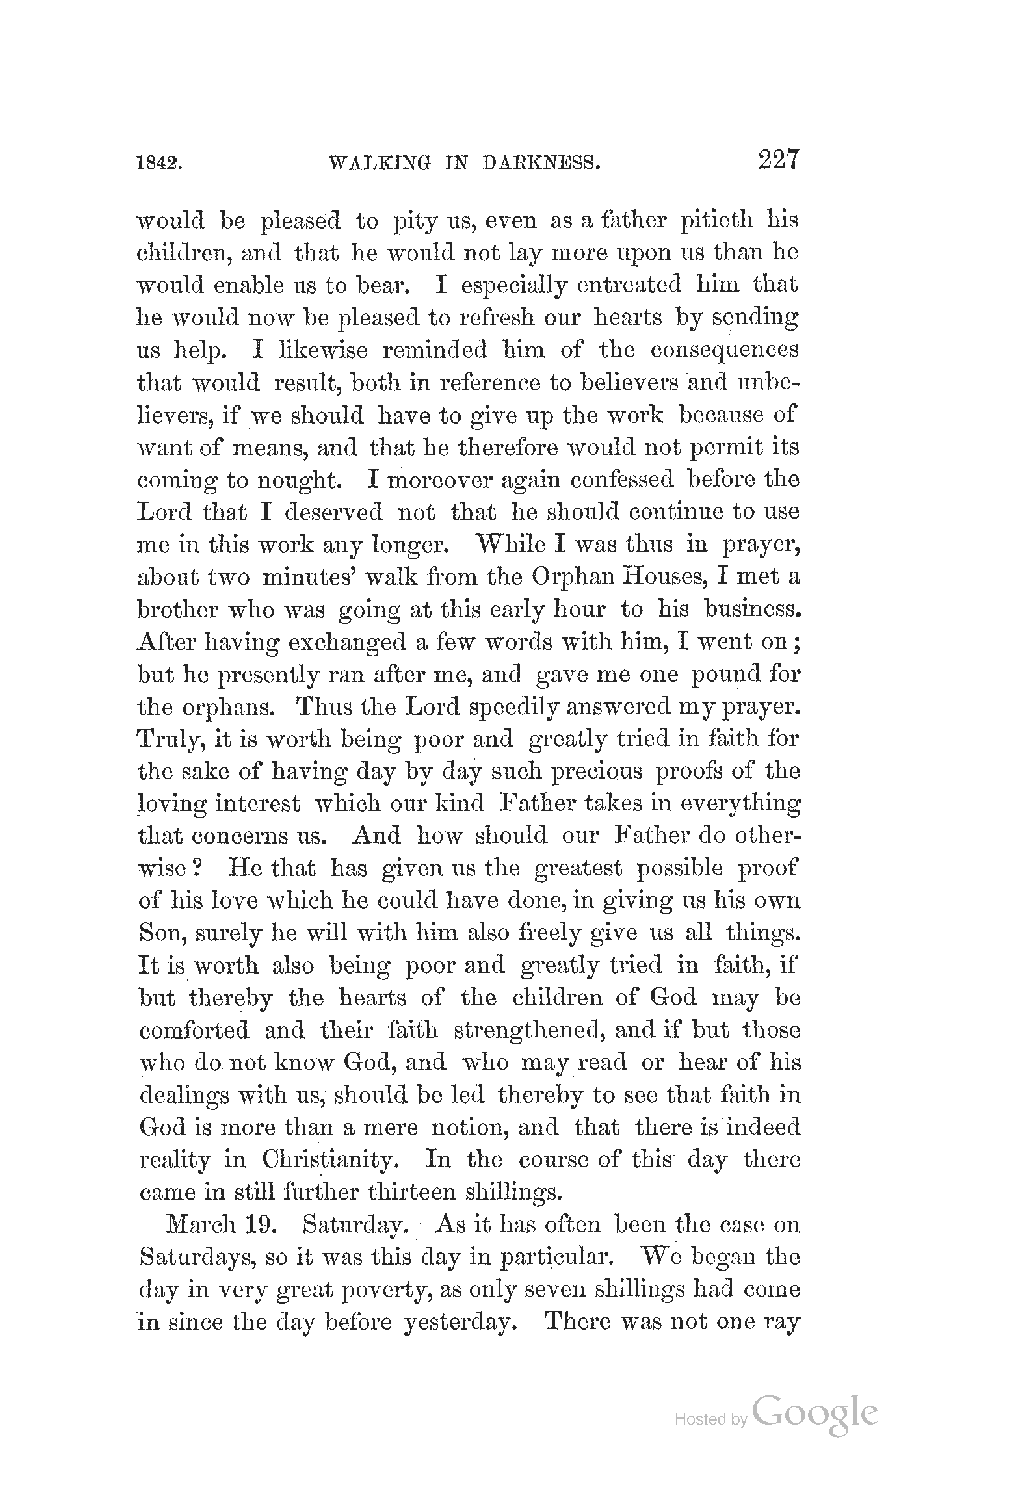 1842. WALKING IN DARKNESS. 227
would be pleased to pity us, even as a father pitieth his
children, and that he would not lay more upon us than he
would enable us to bear. I especially entreated him that
he would now be pleased to refresh our hearts by sending
us help. I likewise reminded him of the consequences
that would result, both in reference to believers and unbe-
lievers, if we should have to give up the work because of
want of means, and that he therefore would not permit its
coming to nought. I moreover again confessed before the
Lord that I deserved not that he should continue to use
me in this work any longer. While I was thus in prayer,
about two minutes' walk from the Orphan Houses, I met a
brother who was going at this early hour to his business.
After having exchanged a few words with him, I went on;
but he presently ran after me, and gave me one pound for
the orphans. Thus the Lord speedily answered my prayer.
Truly, it is worth being poor and greatly tried in faith for
the sake of having day by day such precious proofs of the
loving interest which our kind Father takes in everything
that concerns us. And how should our Father do other-
wise? He that has given us the greatest possible proof
of his love which he could have done, in giving us his own
Son, surely he will with him also freely give us all things.
It is worth also being poor and greatly tried in faith, if
but thereby the hearts of the children of God may be
comforted and their faith strengthened, and if but those
who do not know God, and who may read or hear of his
dealings with us, should be led thereby to see that faith in
God is more than a mere notion, and that there is indeed
reality in Christianity. In the course of this day there
came in still further thirteen shillings.
March 19. Saturday. As it has often been the case on
Saturdays, so it was this day in particular. We began the
day in very great poverty, as only seven shillings had come
in since the day before yesterday. There was not one ray
Hosted by Google